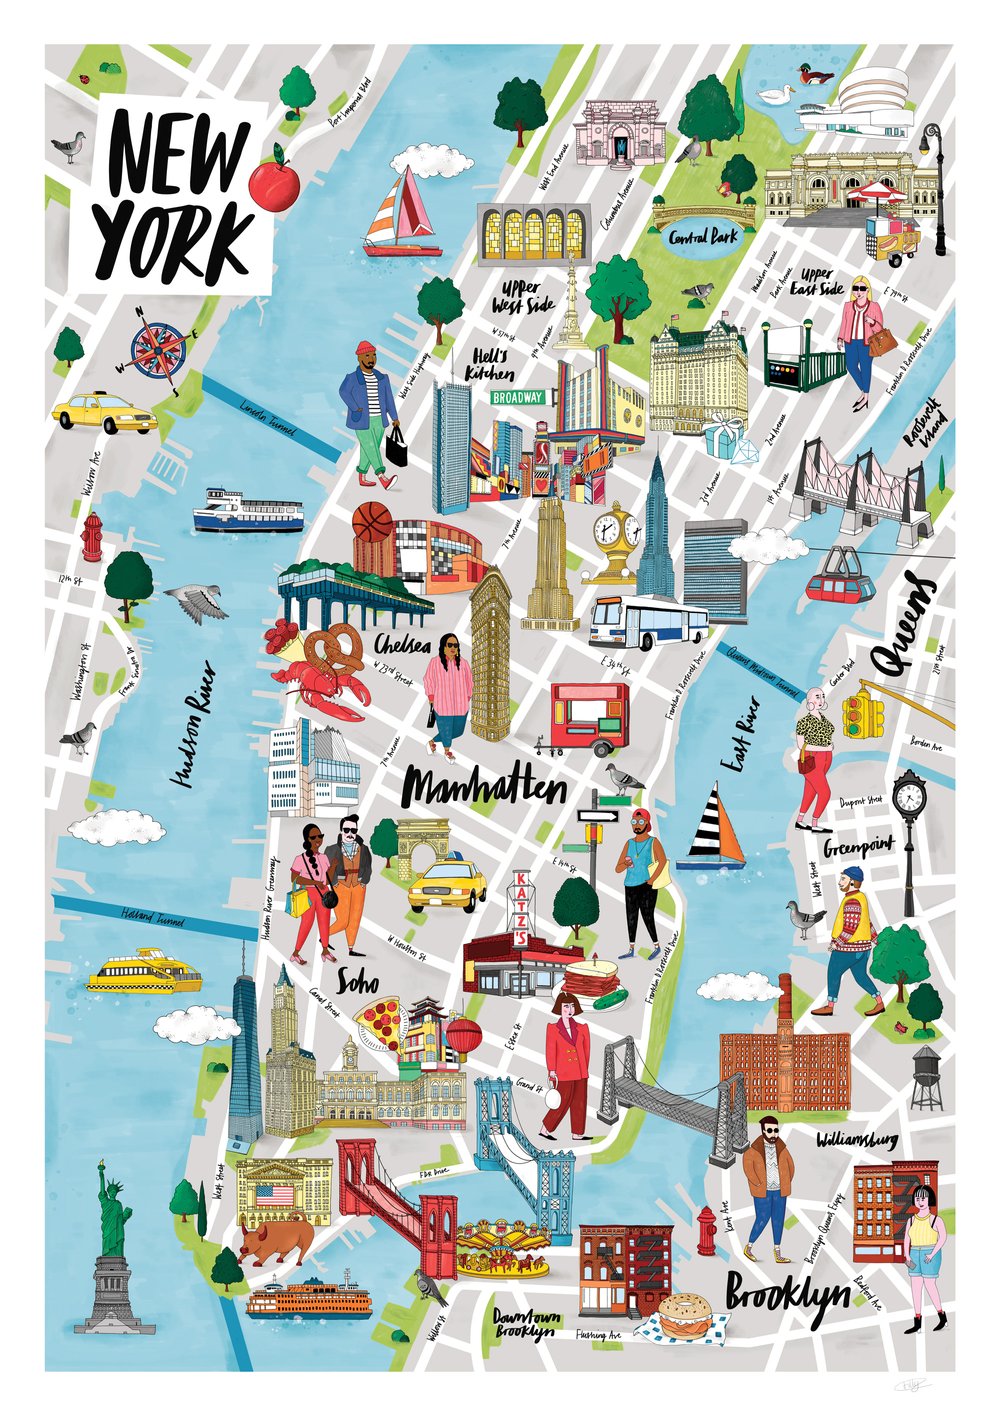 NEW
YORK
Port Imperial Blvd
West End Avenue
Columbus Avenue
Central Park
Upper
West Side
Madison Avenue
Park Avenue
Upper
East Side
E 79th St
N
E
S
W
W 57th St
9th Avenue
Hell's
Kitchen
BROADWAY
West Side Highway
Franklin D Roosevelt Drive
Lincoln Tunnel
2nd Avenue
Roosevelt
Island
Willow Ave
3rd Avenue
1st Avenue
7th Avenue
12th St
Washington St
Frank Sinatra Dr
Hudson River
Chelsea
W 23rd Street
E 34th St
Franklin D Roosevelt Drive
Queens Midtown Tunnel
Queens
21st Street
Center Blvd
East River
Borden Ave
7th Avenue
Manhatten
Dupont Street
Greenpoint
West Street
E 14th St
KATZ'S
Hudson River Greenway
Holland Tunnel
W Houston St
Franklin D Roosevelt Drive
Soho
Canal Street
Essex St
Grand St
Williamsburg
West Street
FDR Drive
Kent Ave
Brooklyn Queens Expy
Bedford Ave
Brooklyn
Willow St
Downtown
Brooklyn
Flushing Ave